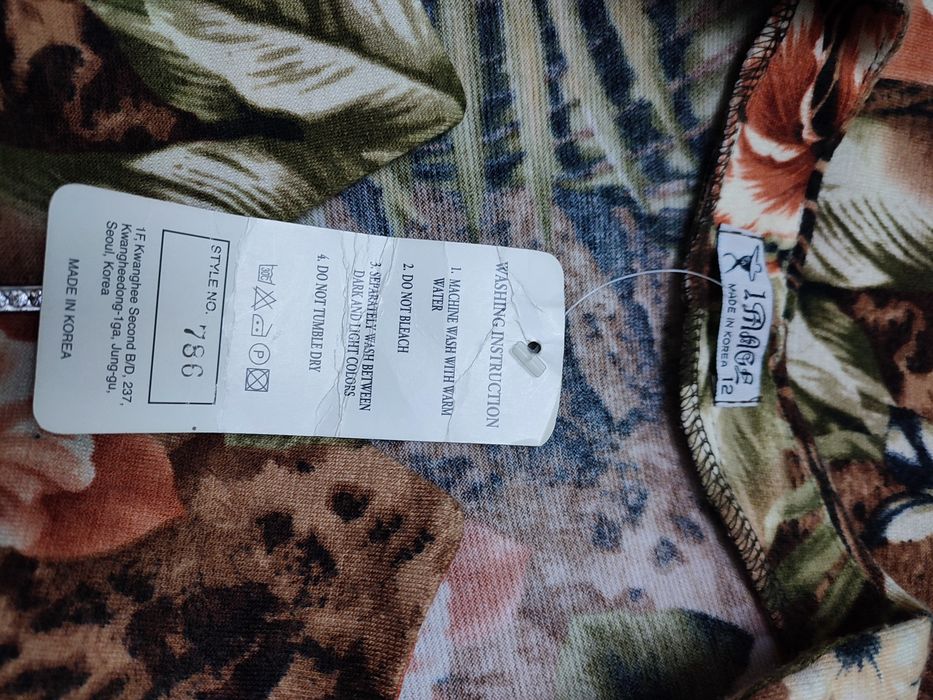 WASHING INSTRUCTION
1. MACHINE WASH WITH WARM
WATER
2. DO NOT BLEACH
3. SEPARATELY WASH BETWEEN
DARK AND LIGHT COLORS.
4. DO NOT TUMBLE DRY
P
STYLE NO. 786
1F, Kwanghee Second B/D, 237,
Kwangheedong-1ga, Jung-gu,
Seoul, Korea
MADE IN KOREA
IMAGE
MADE IN KOREA 12